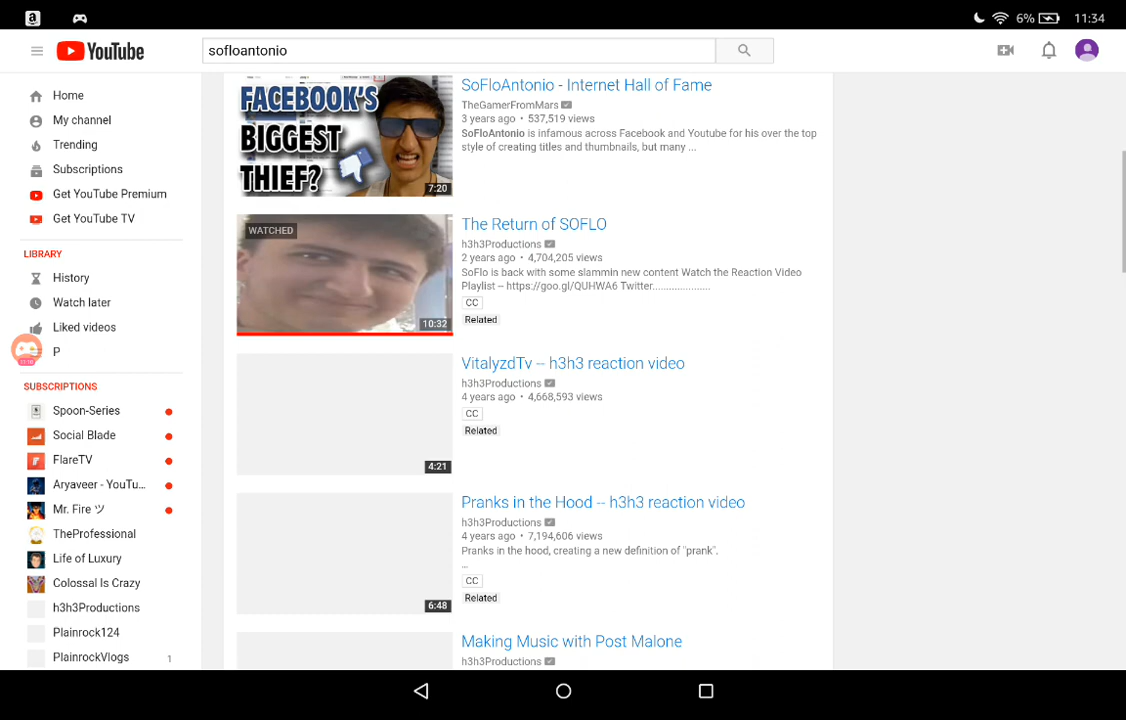 6% 11:34
YouTube
sofloantonio
Home
My channel
Trending
Subscriptions
Get YouTube Premium
Get YouTube TV
LIBRARY
History
Watch later
Liked videos
P
SUBSCRIPTIONS
Spoon-Series
Social Blade
FlareTV
Aryaveer - YouTu...
Mr. Fire ツ
TheProfessional
Life of Luxury
Colossal Is Crazy
h3h3Productions
Plainrock124
PlainrockVlogs 1
FACEBOOK'S
BIGGEST
THIEF?
7:20
SoFloAntonio - Internet Hall of Fame
TheGamerFromMars
3 years ago • 537,519 views
SoFloAntonio is infamous across Facebook and Youtube for his over the top
style of creating titles and thumbnails, but many ...
WATCHED
10:32
The Return of SOFLO
h3h3Productions
2 years ago • 4,704,205 views
SoFlo is back with some slammin new content Watch the Reaction Video
Playlist -- https://goo.gl/QUHWA6 Twitter.....................
CC
Related
4:21
VitalyzdTv -- h3h3 reaction video
h3h3Productions
4 years ago • 4,668,593 views
CC
Related
6:48
Pranks in the Hood -- h3h3 reaction video
h3h3Productions
4 years ago • 7,194,606 views
Pranks in the hood, creating a new definition of "prank".
...
CC
Related
Making Music with Post Malone
h3h3Productions